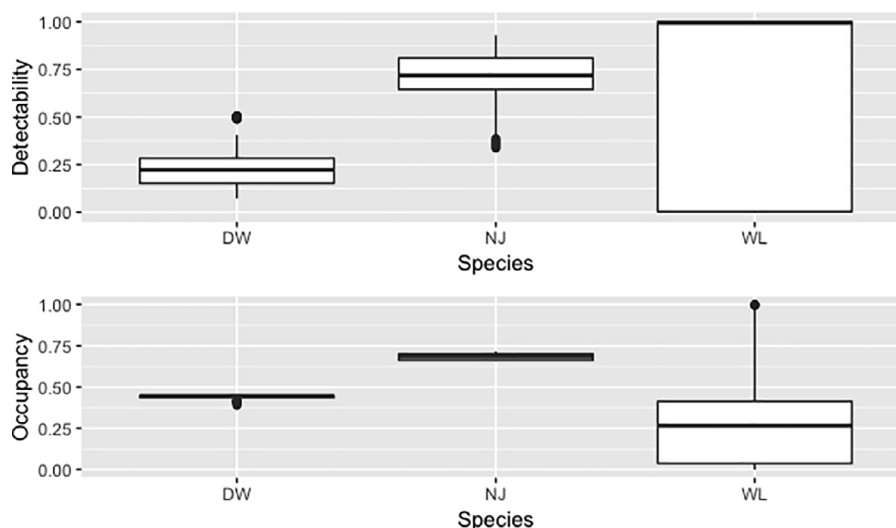 1.00
0.75
0.50
0.25
0.00
Detectability
DW NJ WL
Species
1.00
0.75
0.50
0.25
0.00
Occupancy
DW NJ WL
Species